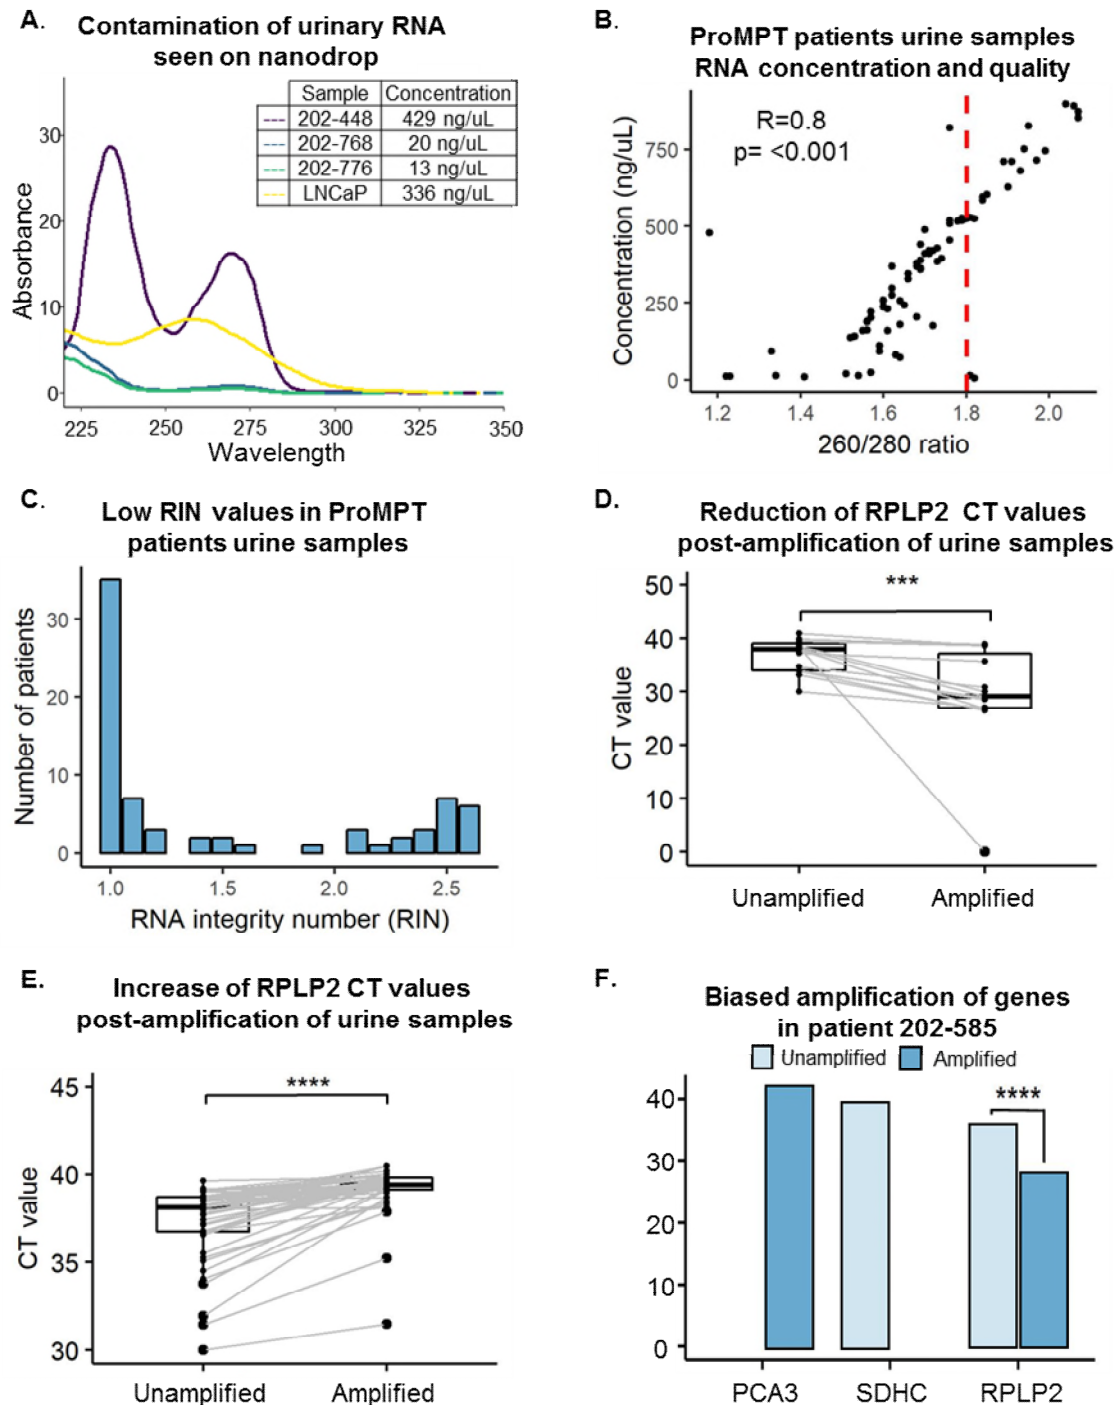 A.
Contamination of urinary RNA
seen on nanodrop
Sample Concentration
202-448 429 ng/uL
202-768 20 ng/uL
202-776 13 ng/uL
LNCaP 336 ng/uL
Absorbance
30
20
10
0
225 250 275 300 325 350
Wavelength
B.
ProMPT patients urine samples
RNA concentration and quality
R=0.8
p= <0.001
Concentration (ng/uL)
750
500
250
0
1.2 1.4 1.6 1.8 2.0
260/280 ratio
C.
Low RIN values in ProMPT
patients urine samples
Number of patients
30
20
10
0
1.0 1.5 2.0 2.5
RNA integrity number (RIN)
D.
Reduction of RPLP2 CT values
post-amplification of urine samples
***
CT value
50
40
30
20
10
0
Unamplified Amplified
E.
Increase of RPLP2 CT values
post-amplification of urine samples
****
CT value
45
40
35
30
Unamplified Amplified
F.
Biased amplification of genes
in patient 202-585
Unamplified Amplified
****
40
30
20
10
0
PCA3 SDHC RPLP2